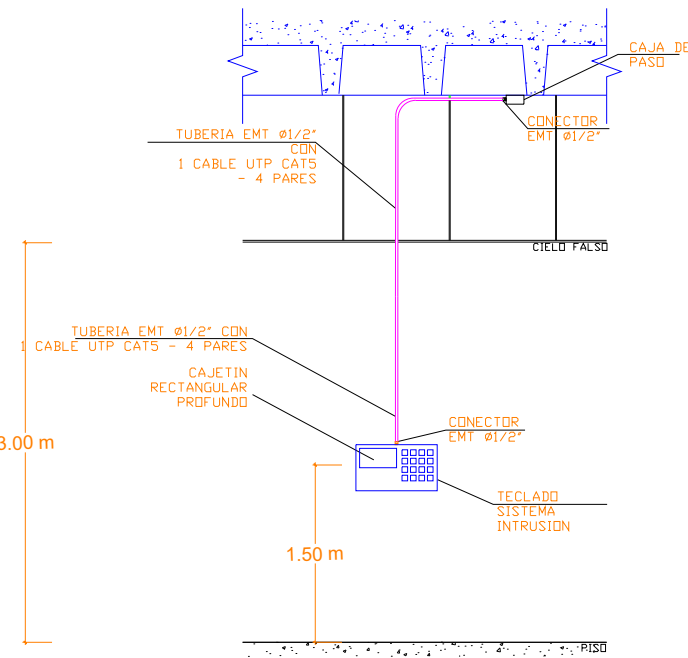 CAJA DE
PASO
CONECTOR
EMT Ø1/2"
TUBERIA EMT Ø1/2"
CON
1 CABLE UTP CAT5
- 4 PARES
CIELO FALSO
TUBERIA EMT Ø1/2" CON
1 CABLE UTP CAT5 - 4 PARES
CAJETIN
RECTANGULAR
PROFUNDO
CONECTOR
EMT Ø1/2"
3.00 m
TECLADO
SISTEMA
INTRUSION
1.50 m
PISO